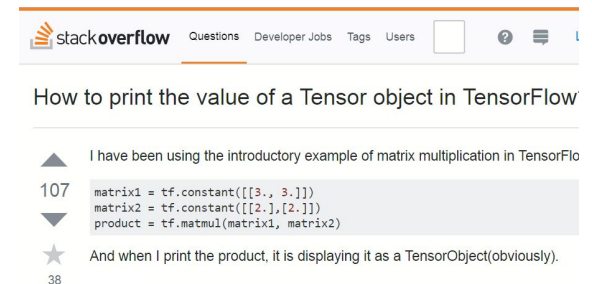 stackoverflow Questions Developer Jobs Tags Users
How to print the value of a Tensor object in TensorFlow
I have been using the introductory example of matrix multiplication in TensorFlo
107
matrix1 = tf.constant([[3., 3.]])
matrix2 = tf.constant([[2.],[2.]])
product = tf.matmul(matrix1, matrix2)
And when I print the product, it is displaying it as a TensorObject(obviously).
38